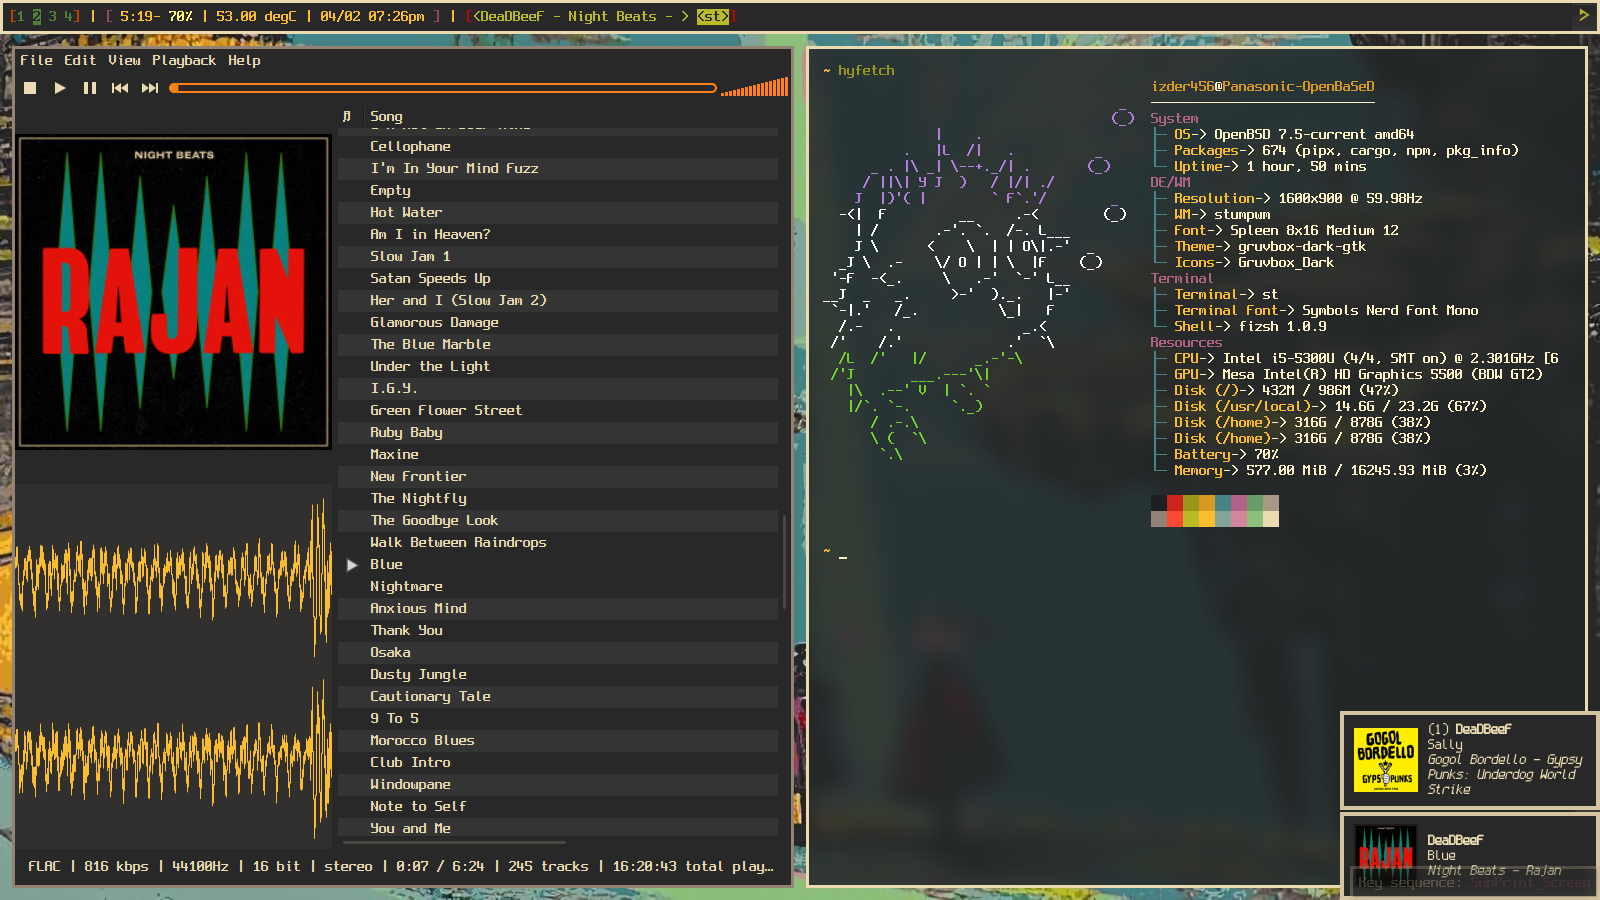 [1 2 3 4] | [ 5:19- 70% | 53.00 degC | 04/02 07:26pm ] | [<DeaDBeeF - Night Beats - > <st>] >
File Edit View Playback Help
Song
NIGHT BEATS
RAJAN
Cellophane
I'm In Your Mind Fuzz
Empty
Hot Water
Am I in Heaven?
Slow Jam 1
Satan Speeds Up
Her and I (Slow Jam 2)
Glamorous Damage
The Blue Marble
Under the Light
I.G.Y.
Green Flower Street
Ruby Baby
Maxine
New Frontier
The Nightfly
The Goodbye Look
Walk Between Raindrops
Blue
Nightmare
Anxious Mind
Thank You
Osaka
Dusty Jungle
Cautionary Tale
9 To 5
Morocco Blues
Club Intro
Windowpane
Note to Self
You and Me
FLAC | 816 kbps | 44100Hz | 16 bit | stereo | 0:07 / 6:24 | 245 tracks | 16:20:43 total play…
~ hyfetch
izder456@Panasonic-OpenBaSeD
System
OS-> OpenBSD 7.5-current amd64
Packages-> 674 (pipx, cargo, npm, pkg_info)
Uptime-> 1 hour, 50 mins
DE/WM
Resolution-> 1600x900 @ 59.98Hz
WM-> stumpwm
Font-> Spleen 8x16 Medium 12
Theme-> gruvbox-dark-gtk
Icons-> Gruvbox_Dark
Terminal
Terminal-> st
Terminal Font-> Symbols Nerd Font Mono
Shell-> fizsh 1.0.9
Resources
CPU-> Intel i5-5300U (4/4, SMT on) @ 2.301GHz [6
GPU-> Mesa Intel(R) HD Graphics 5500 (BDW GT2)
Disk (/)-> 432M / 986M (47%)
Disk (/usr/local)-> 14.6G / 23.2G (67%)
Disk (/home)-> 316G / 878G (38%)
Disk (/home)-> 316G / 878G (38%)
Battery-> 70%
Memory-> 577.00 MiB / 16245.93 MiB (3%)
~ _
GOGOL
BORDELLO
GYPSY PUNKS
(1) DeaDBeeF
Sally
Gogol Bordello - Gypsy
Punks: Underdog World
Strike
NIGHT BEATS
RAJAN
DeaDBeeF
Blue
Night Beats - Rajan
Key sequence: SunPrint_Screen